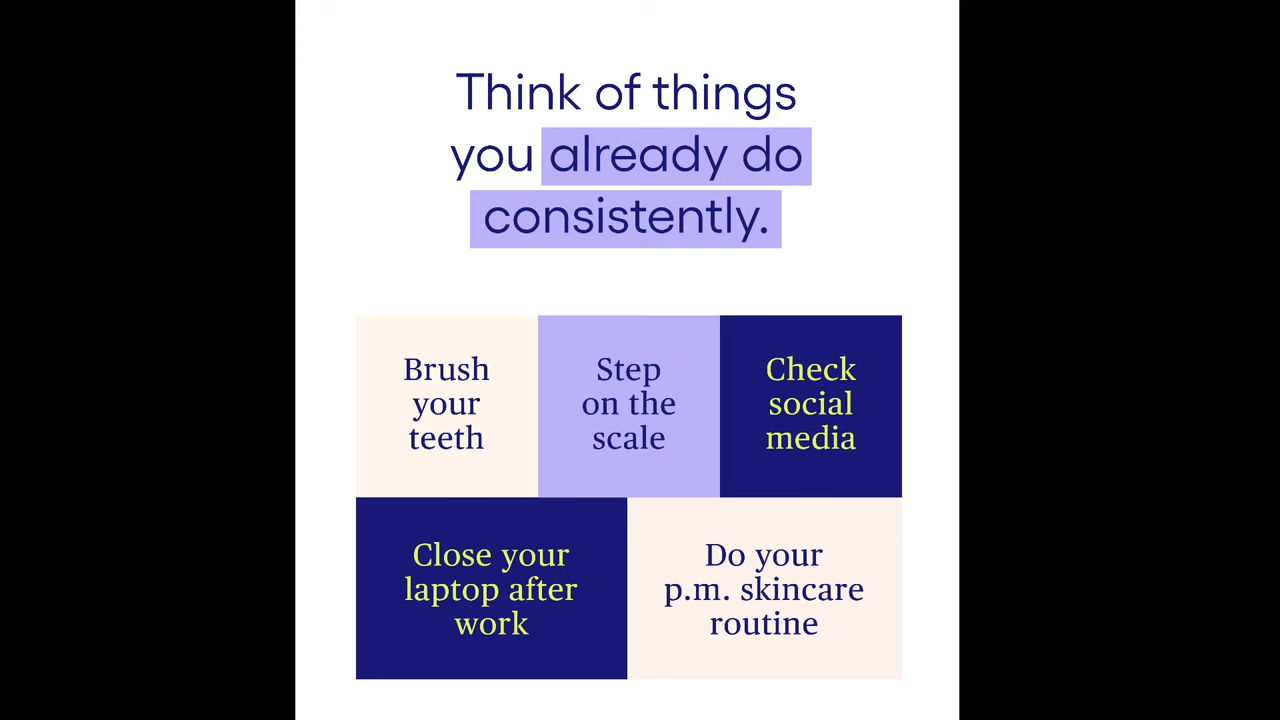 Think of things
you already do
consistently.
Brush
your
teeth
Step
on the
scale
Check
social
media
Close your
laptop after
work
Do your
p.m. skincare
routine